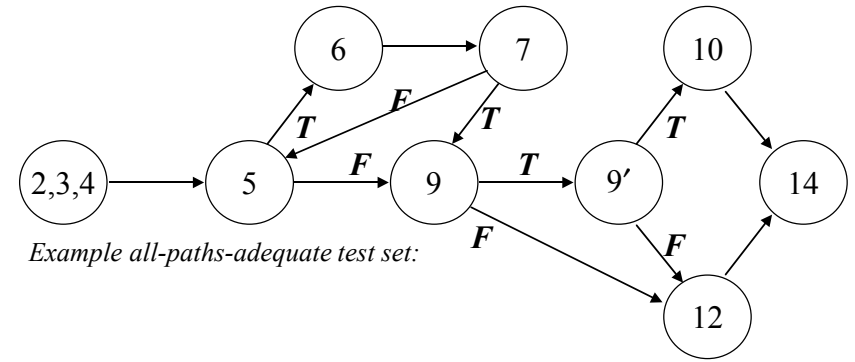 6
7
10
F
T
T
T
2,3,4
5
F
9
T
9′
14
Example all-paths-adequate test set:
F
F
12